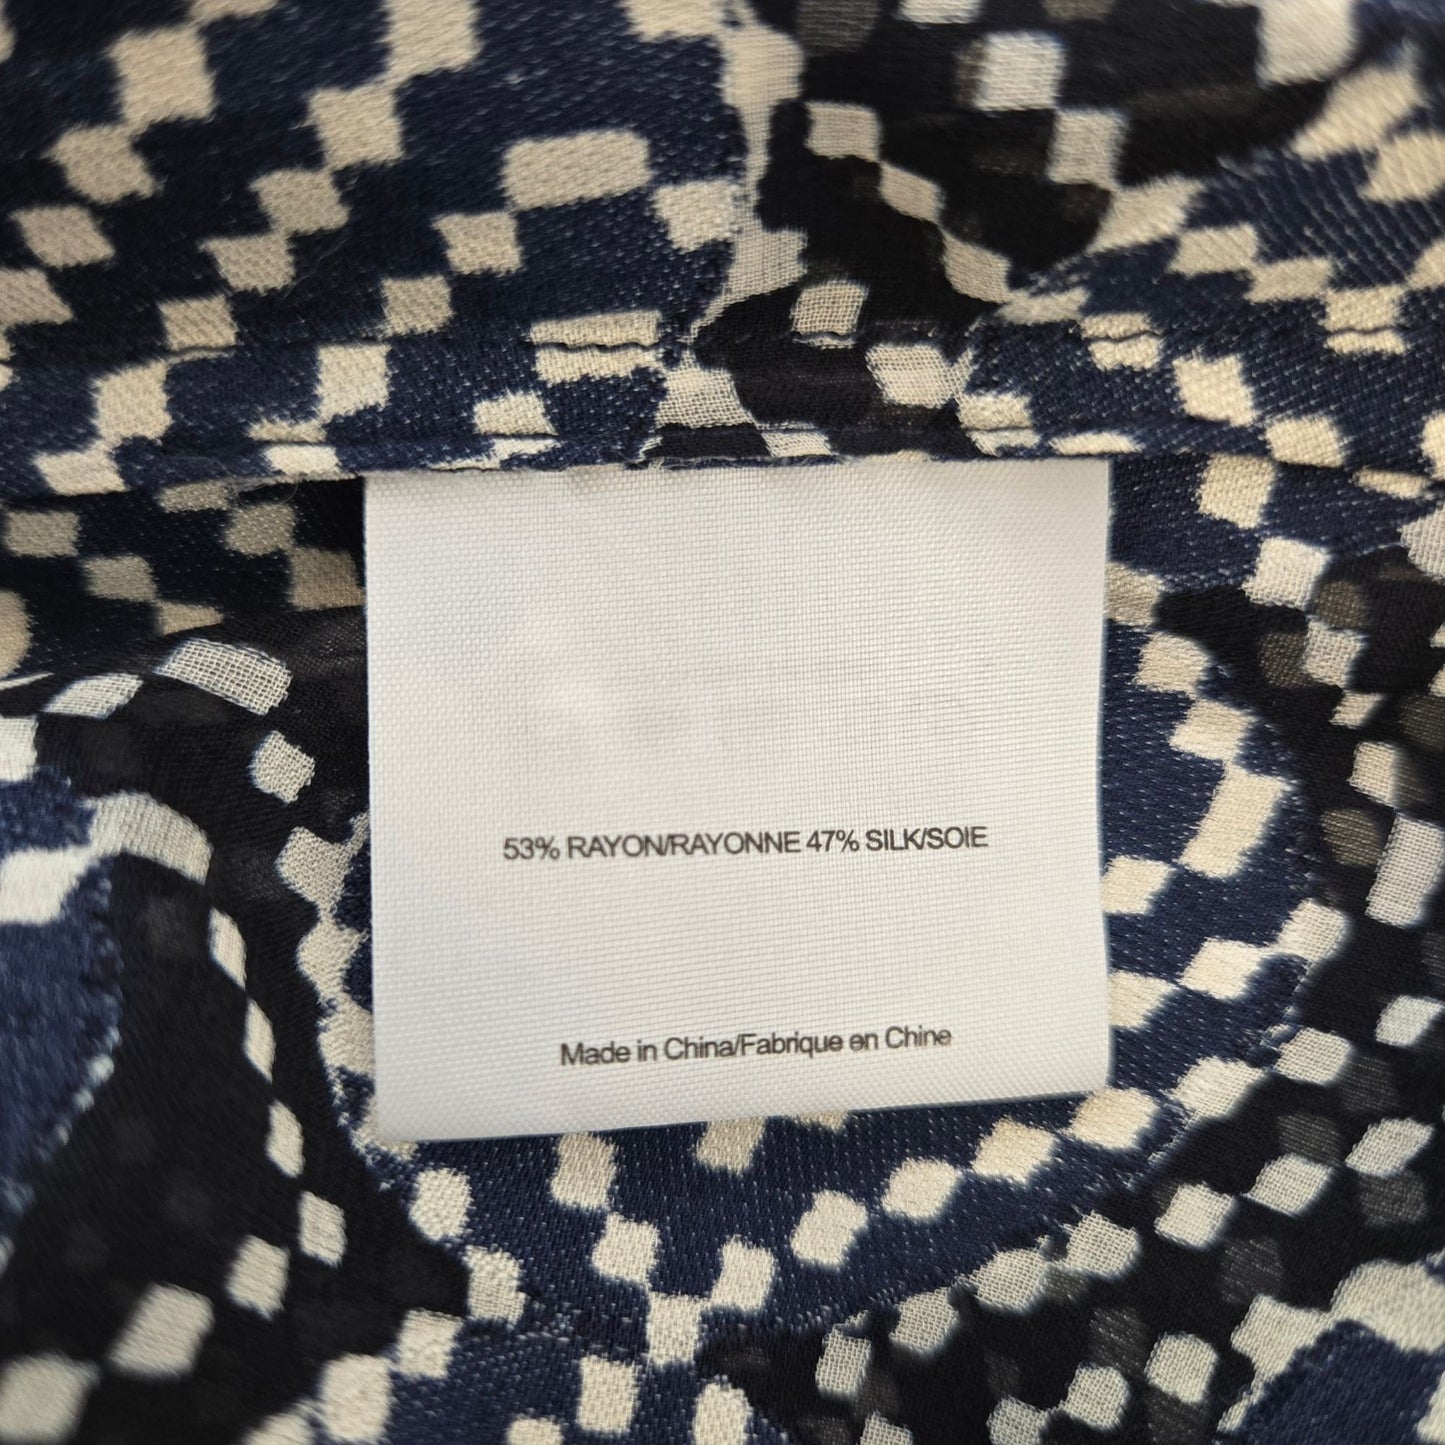 53% RAYON/RAYONNE 47% SILK/SOIE
Made in China/Fabrique en Chine